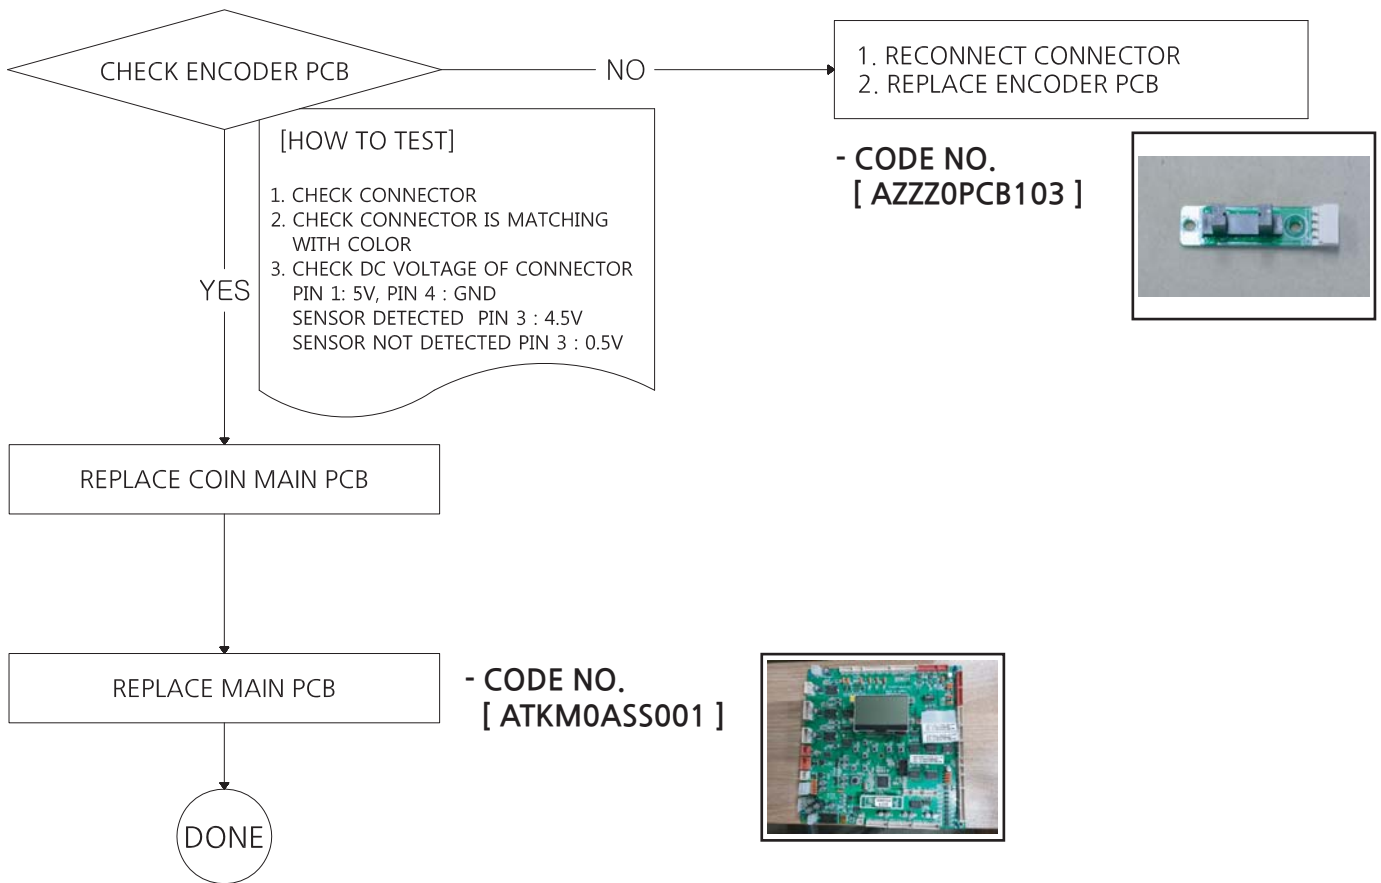 CHECK ENCODER PCB
NO
1. RECONNECT CONNECTOR
2. REPLACE ENCODER PCB
[HOW TO TEST]
1. CHECK CONNECTOR
2. CHECK CONNECTOR IS MATCHING
WITH COLOR
3. CHECK DC VOLTAGE OF CONNECTOR
PIN 1: 5V, PIN 4 : GND
SENSOR DETECTED PIN 3 : 4.5V
SENSOR NOT DETECTED PIN 3 : 0.5V
- CODE NO.
[ AZZZ0PCB103 ]
YES
REPLACE COIN MAIN PCB
REPLACE MAIN PCB
- CODE NO.
[ ATKM0ASS001 ]
DONE